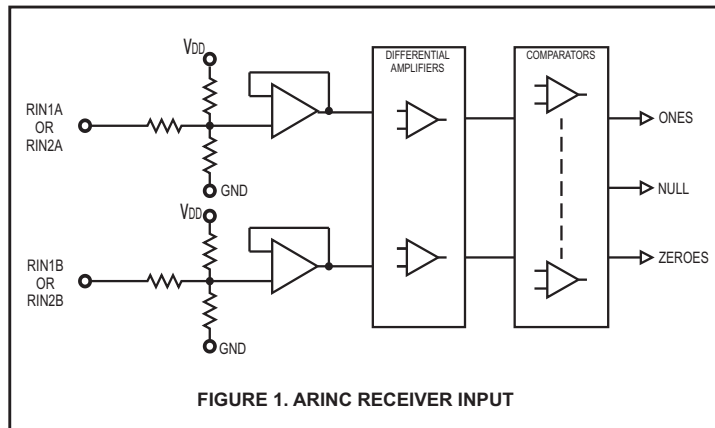 VDD
DIFFERENTIAL
AMPLIFIERS
COMPARATORS
RIN1A
OR
RIN2A
ONES
GND
NULL
VDD
RIN1B
OR
RIN2B
ZEROES
GND
FIGURE 1. ARINC RECEIVER INPUT